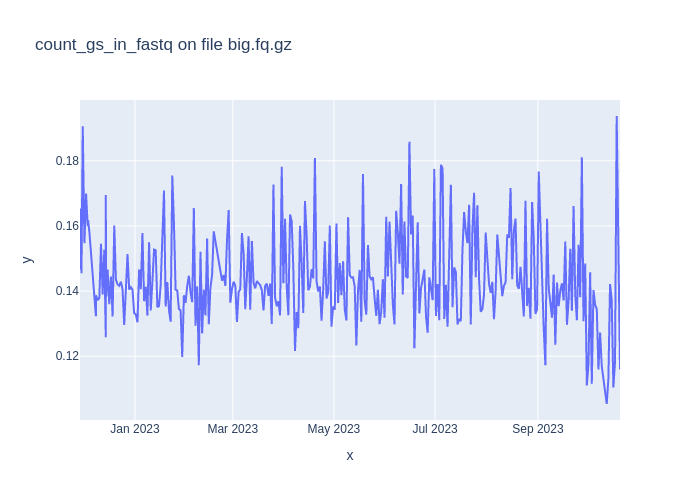 count_gs_in_fastq on file big.fq.gz
0.18
0.16
0.14
0.12
y
Jan 2023 Mar 2023 May 2023 Jul 2023 Sep 2023
x